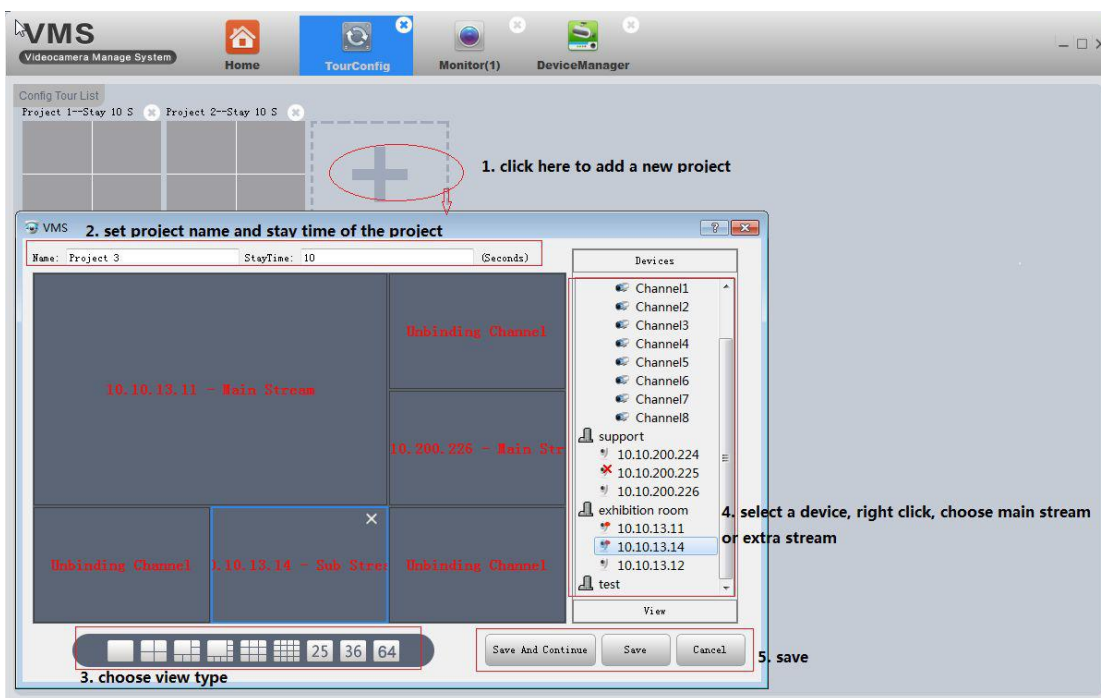 VMS
Videocamera Manage System
Home
TourConfig
Monitor(1)
DeviceManager
Config Tour List
Project 1--Stay 10 S
Project 2--Stay 10 S
1. click here to add a new project
VMS
2. set project name and stay time of the project
Name: Project 3
StayTime: 10
(Seconds)
Devices
10.10.13.11 - Main Stream
Unbinding Channel
10.200.226 - Main Str
Unbinding Channel
.10.13.14 - Sub Strea
Unbinding Channel
Channel1
Channel2
Channel3
Channel4
Channel5
Channel6
Channel7
Channel8
support
10.10.200.224
10.10.200.225
10.10.200.226
exhibition room
10.10.13.11
10.10.13.14
10.10.13.12
test
View
4. select a device, right click, choose main stream
or extra stream
25 36 64
3. choose view type
Save And Continue
Save
Cancel
5. save